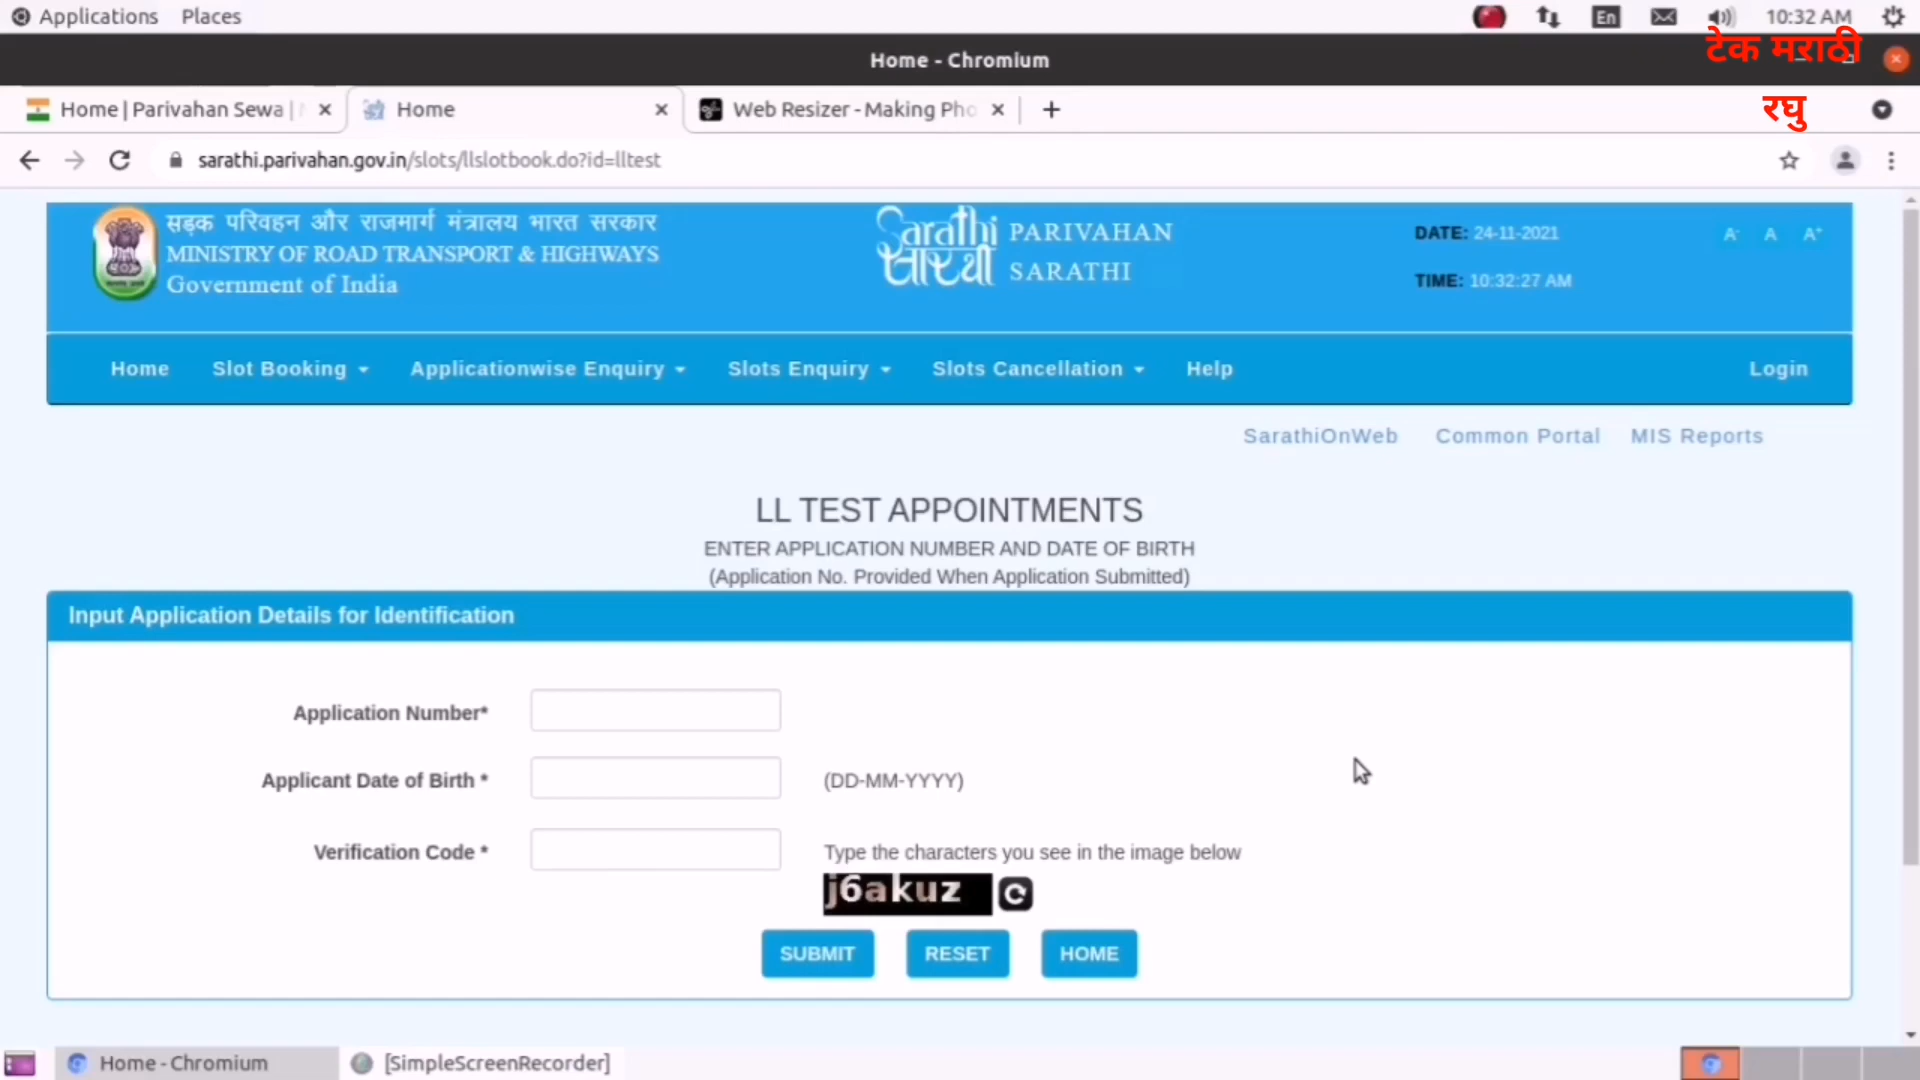 Applications Places En 10:32 AM
टेक मराठी
Home - Chromium
Home | Parivahan Sewa | Home Web Resizer - Making Pho
रघु
sarathi.parivahan.gov.in/slots/llslotbook.do?id=lltest
सड़क परिवहन और राजमार्ग मंत्रालय भारत सरकार
MINISTRY OF ROAD TRANSPORT & HIGHWAYS
Government of India
Sarathi
सारथी
PARIVAHAN
SARATHI
DATE: 24-11-2021
TIME: 10:32:27 AM
A- A A+
Home Slot Booking Applicationwise Enquiry Slots Enquiry Slots Cancellation Help Login
SarathiOnWeb Common Portal MIS Reports
LL TEST APPOINTMENTS
ENTER APPLICATION NUMBER AND DATE OF BIRTH
(Application No. Provided When Application Submitted)
Input Application Details for Identification
Application Number*
Applicant Date of Birth * (DD-MM-YYYY)
Verification Code * Type the characters you see in the image below
j6akuz
SUBMIT RESET HOME
Home - Chromium [SimpleScreenRecorder]